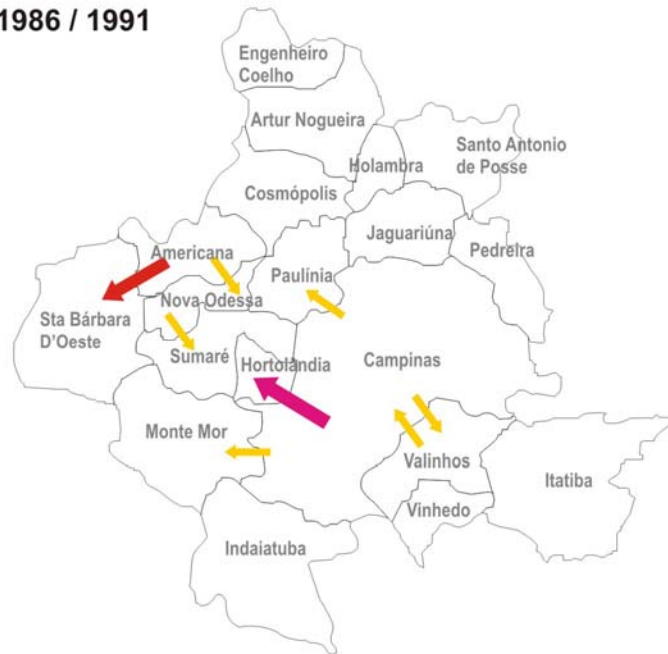 1986 / 1991
Engenheiro
Coelho
Artur Nogueira
Holambra
Santo Antonio
de Posse
Cosmópolis
Jaguariúna
Pedreira
Americana
Paulínia
Nova Odessa
Sta Bárbara
D'Oeste
Sumaré
Hortolândia
Campinas
Monte Mor
Valinhos
Itatiba
Vinhedo
Indaiatuba